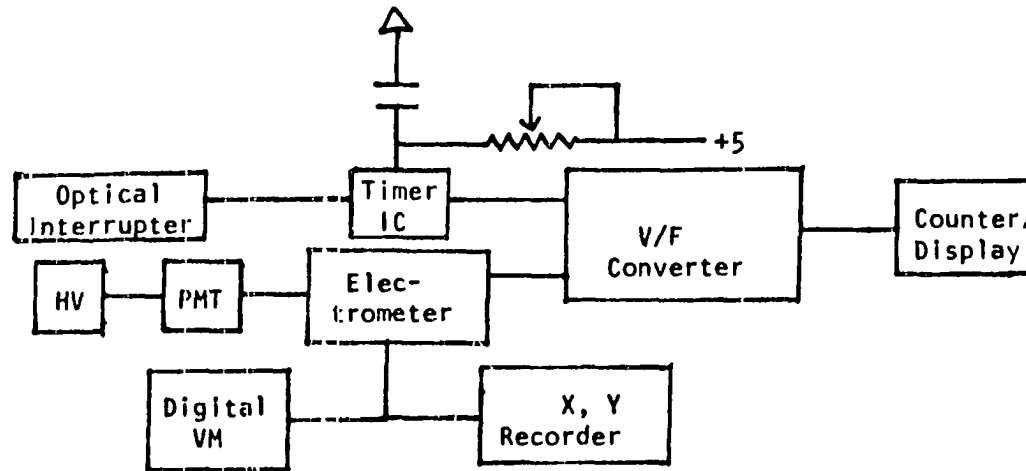 +5
Optical
Interrupter
Timer
IC
V/F
Converter
Counter/
Display
HV
PMT
Elec-
trometer
Digital
VM
X, Y
Recorder